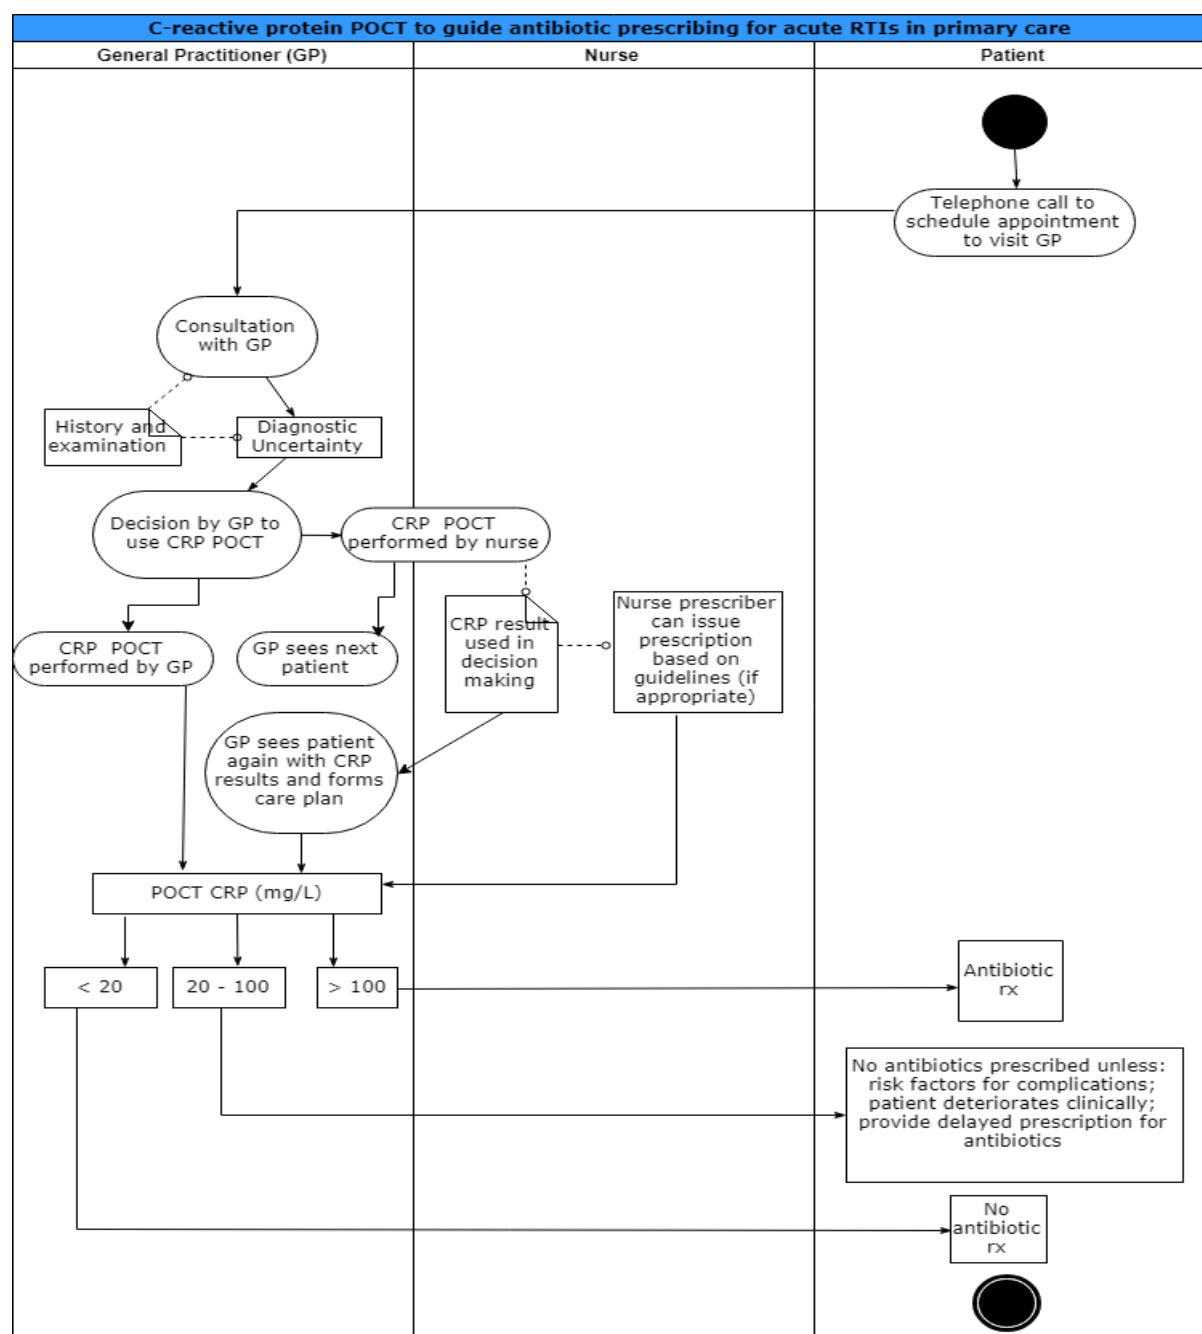 C-reactive protein POCT to guide antibiotic prescribing for acute RTIs in primary care
General Practitioner (GP)
Nurse
Patient
Telephone call to
schedule appointment
to visit GP
Consultation
with GP
History and
examination
Diagnostic
Uncertainty
Decision by GP to
use CRP POCT
CRP POCT
performed by nurse
CRP POCT
performed by GP
GP sees next
patient
CRP result
used in
decision
making
Nurse prescriber
can issue
prescription
based on
guidelines (if
appropriate)
GP sees patient
again with CRP
results and forms
care plan
POCT CRP (mg/L)
< 20
20 - 100
> 100
Antibiotic
rx
No antibiotics prescribed unless:
risk factors for complications;
patient deteriorates clinically;
provide delayed prescription for
antibiotics
No
antibiotic
rx